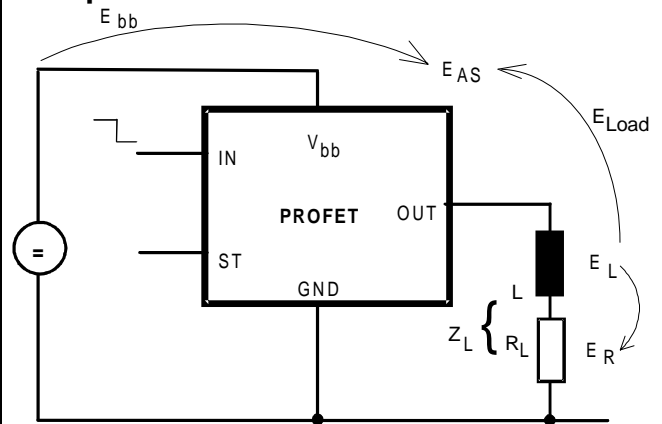 E bb
E AS
E Load
V bb
IN
PROFET
OUT
ST
GND
=
L
E L
Z L {
R L
E R